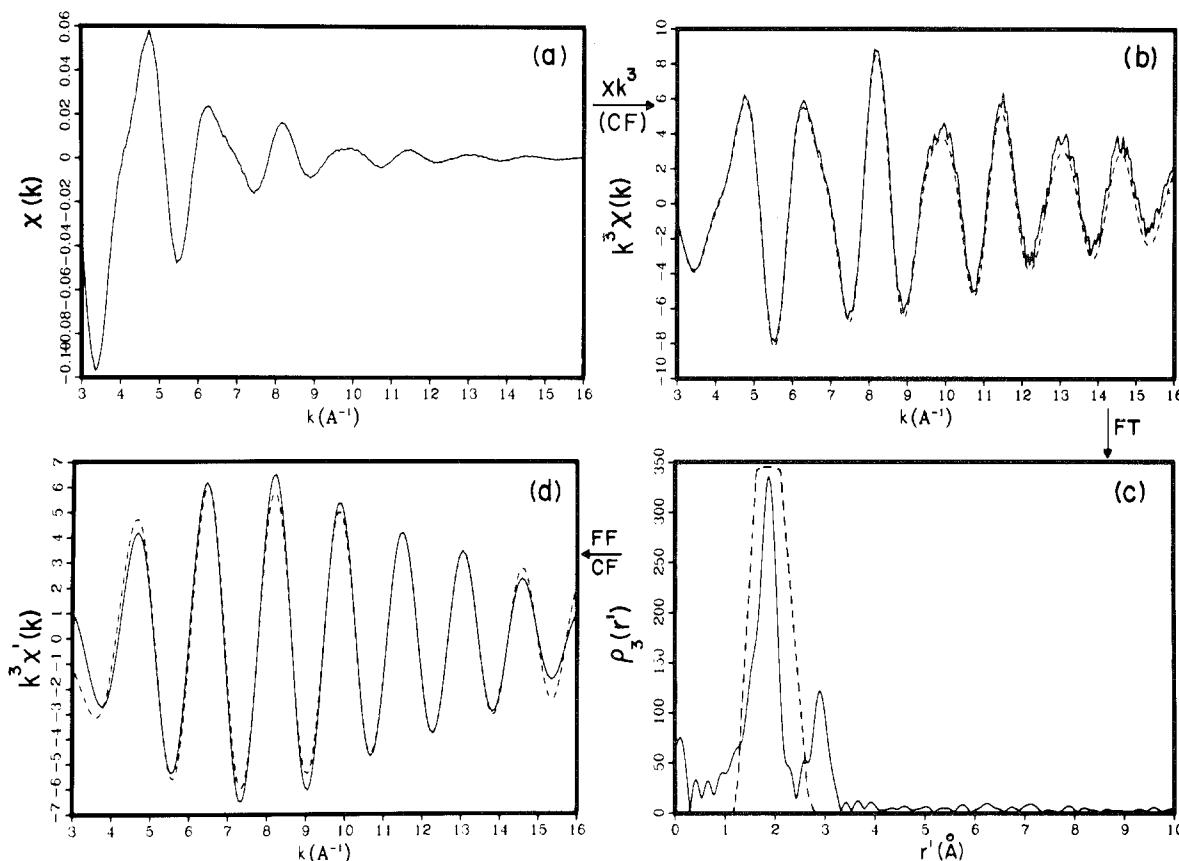 (a)
χ(k)
0.06
0.04
0.02
0
-0.02
-0.04
-0.06
-0.08
-0.10
3 4 5 6 7 8 9 10 11 12 13 14 15 16
k(A⁻¹)
Xk³
(CF)
(b)
k³χ(k)
10
8
6
4
2
0
-2
-4
-6
-8
-10
3 4 5 6 7 8 9 10 11 12 13 14 15 16
k(A⁻¹)
FT
(d)
k³χ'(k)
7
6
5
4
3
2
1
0
-1
-2
-3
-4
-5
-6
-7
3 4 5 6 7 8 9 10 11 12 13 14 15 16
k(A⁻¹)
FF
CF
(c)
ρ₃(r')
350
300
250
200
150
100
50
0
0 1 2 3 4 5 6 7 8 9 10
r'(Å)